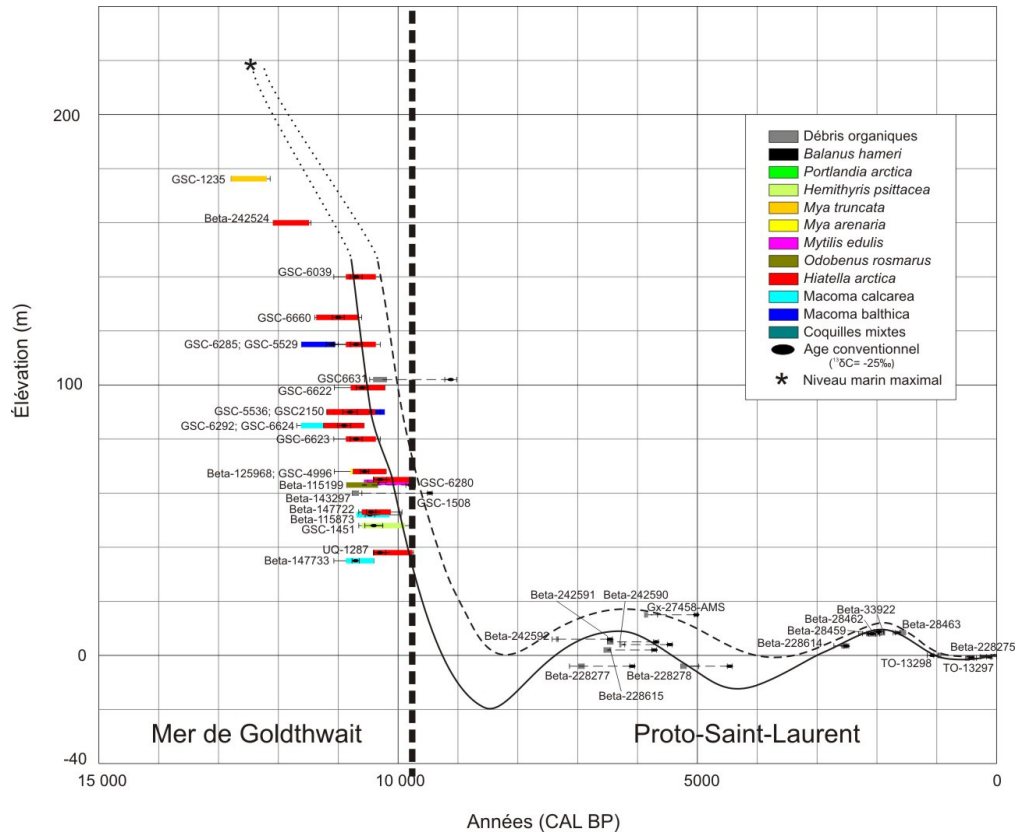 Élévation (m)
200
100
0
-40
GSC-1235
Beta-242524
GSC-6039
GSC-6660
GSC-6285; GSC-5529
GSC6631
GSC-6622
GSC-5536; GSC2150
GSC-6292; GSC-6624
GSC-6623
Beta-125968; GSC-4996
Beta-115199
GSC-6280
Beta-143297
GSC-1508
Beta-147722
Beta-115873
GSC-1451
UQ-1287
Beta-147733
Débris organiques
Balanus hameri
Portlandia arctica
Hemithyris psittacea
Mya truncata
Mya arenaria
Mytilis edulis
Odobenus rosmarus
Hiatella arctica
Macoma calcarea
Macoma balthica
Coquilles mixtes
Age conventionnel
(¹³δC= -25‰)
* Niveau marin maximal
Beta-242591
Beta-242590
Gx-27458-AMS
Beta-242592
Beta-228277
Beta-228615
Beta-228278
Beta-33922
Beta-28462
Beta-28459
Beta-28463
Beta-228614
Beta-228275
TO-13298
TO-13297
Mer de Goldthwait
Proto-Saint-Laurent
15 000
10 000
5000
0
Années (CAL BP)